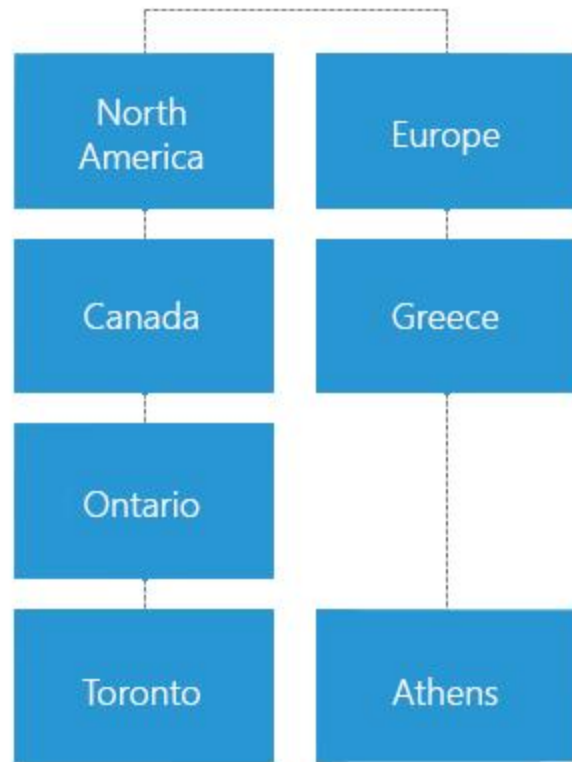 North
America
Europe
Canada
Greece
Ontario
Toronto
Athens